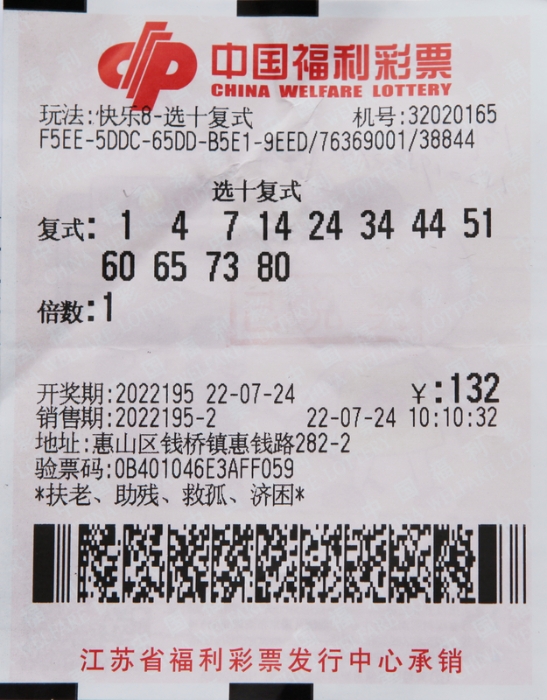 中国福利彩票
CHINA WELFARE LOTTERY
玩法:快乐8-选十复式 机号:32020165
F5EE-5DDC-65DD-B5E1-9EED/76369001/38844
选十复式
复式: 1 4 7 14 24 34 44 51
60 65 73 80
倍数:1
开奖期:2022195 22-07-24 ¥:132
销售期:2022195-2 22-07-24 10:10:32
地址:惠山区钱桥镇惠钱路282-2
验票码:0B401046E3AFF059
*扶老、助残、救孤、济困*
江苏省福利彩票发行中心承销